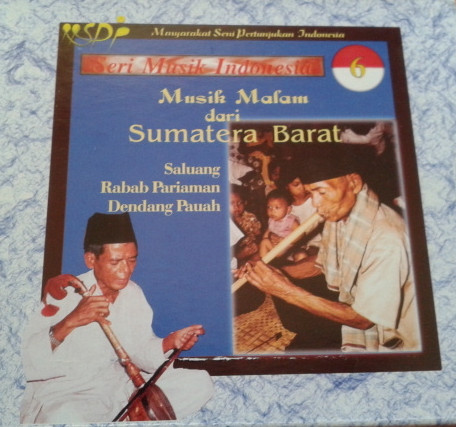 MSPI
Masyarakat Seni Pertunjukan Indonesia
Seri Musik Indonesia
6
Musik Malam
dari
Sumatera Barat
Saluang
Rabab Pariaman
Dendang Pauah